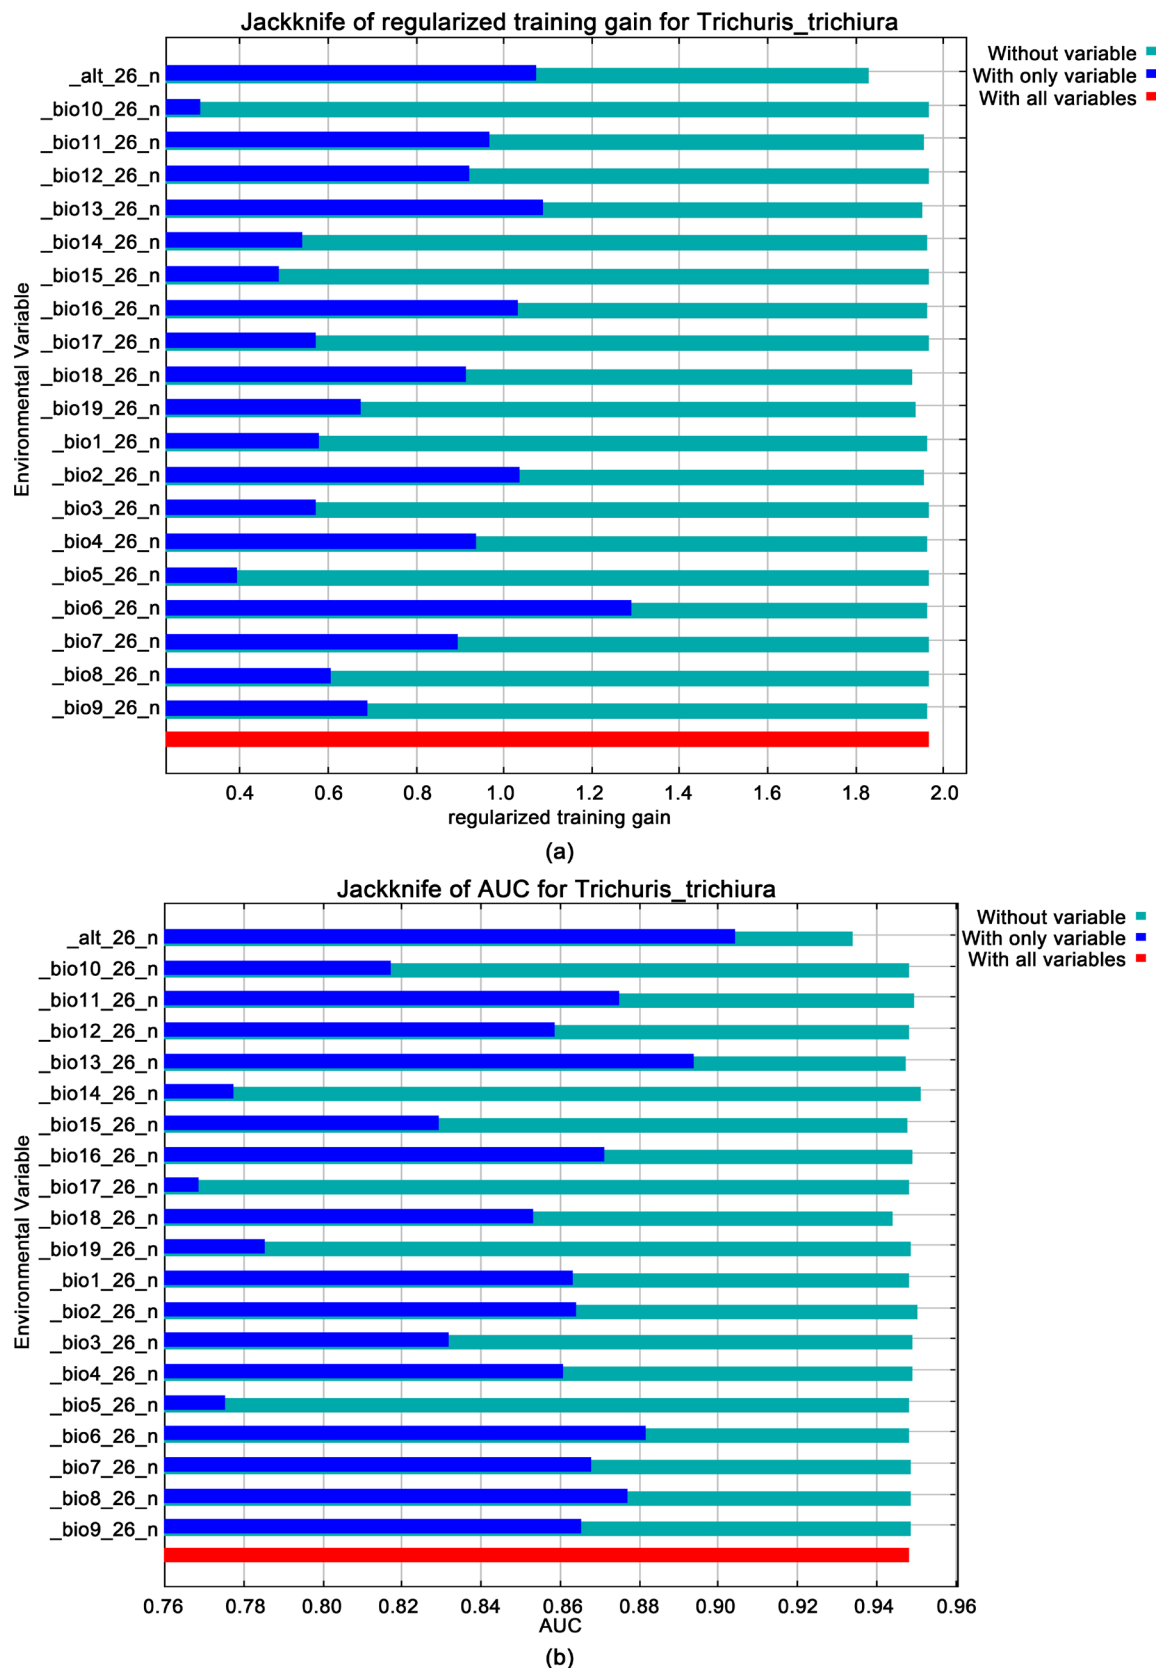 Jackknife of regularized training gain for Trichuris_trichiura
Without variable
With only variable
With all variables
Environmental Variable
_alt_26_n
_bio10_26_n
_bio11_26_n
_bio12_26_n
_bio13_26_n
_bio14_26_n
_bio15_26_n
_bio16_26_n
_bio17_26_n
_bio18_26_n
_bio19_26_n
_bio1_26_n
_bio2_26_n
_bio3_26_n
_bio4_26_n
_bio5_26_n
_bio6_26_n
_bio7_26_n
_bio8_26_n
_bio9_26_n
0.4 0.6 0.8 1.0 1.2 1.4 1.6 1.8 2.0
regularized training gain
(a)
Jackknife of AUC for Trichuris_trichiura
Without variable
With only variable
With all variables
Environmental Variable
_alt_26_n
_bio10_26_n
_bio11_26_n
_bio12_26_n
_bio13_26_n
_bio14_26_n
_bio15_26_n
_bio16_26_n
_bio17_26_n
_bio18_26_n
_bio19_26_n
_bio1_26_n
_bio2_26_n
_bio3_26_n
_bio4_26_n
_bio5_26_n
_bio6_26_n
_bio7_26_n
_bio8_26_n
_bio9_26_n
0.76 0.78 0.80 0.82 0.84 0.86 0.88 0.90 0.92 0.94 0.96
AUC
(b)